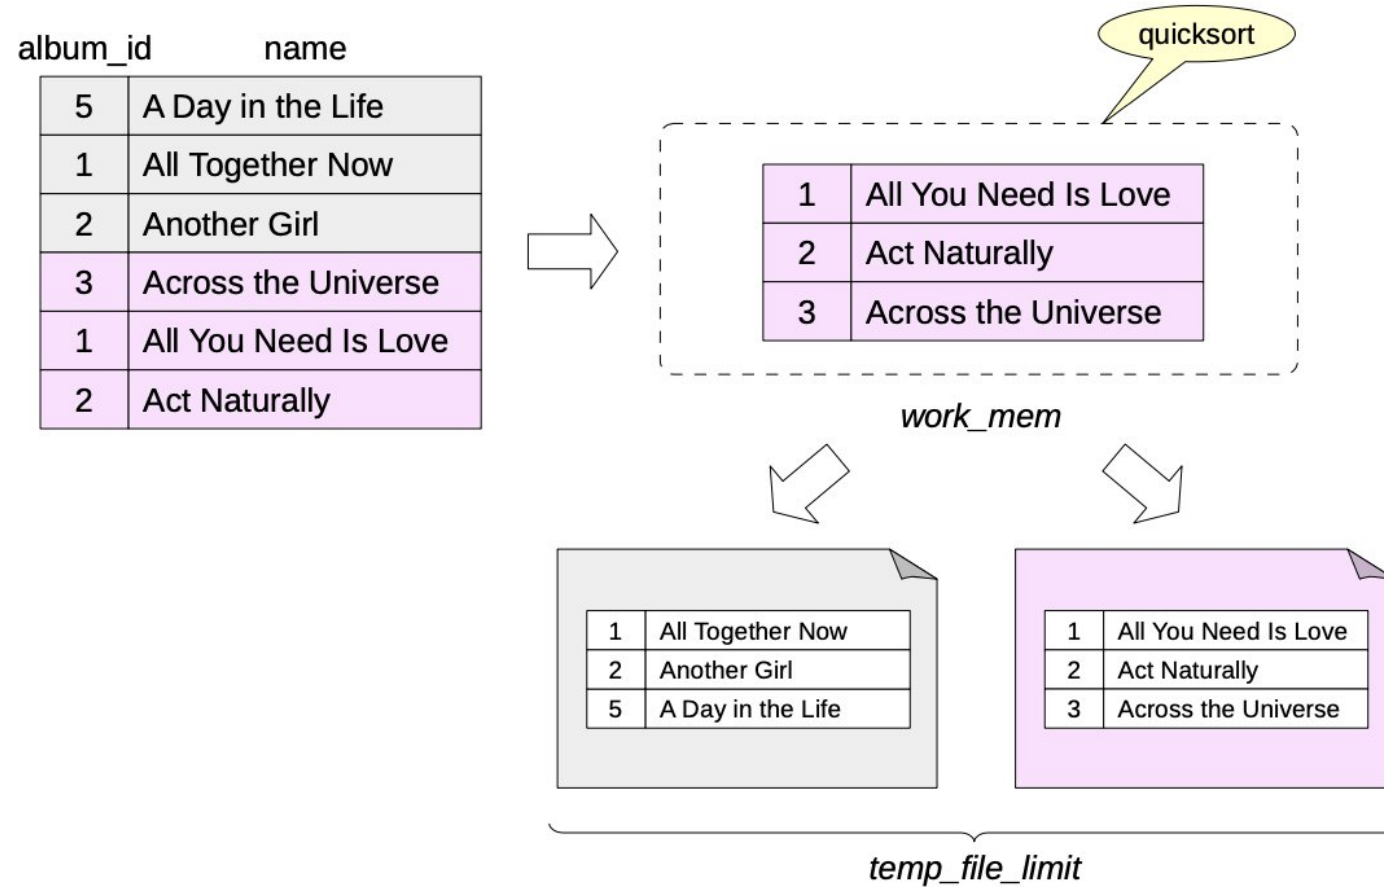 album_id name
5 A Day in the Life
1 All Together Now
2 Another Girl
3 Across the Universe
1 All You Need Is Love
2 Act Naturally
quicksort
1 All You Need Is Love
2 Act Naturally
3 Across the Universe
work_mem
1 All Together Now
2 Another Girl
5 A Day in the Life
1 All You Need Is Love
2 Act Naturally
3 Across the Universe
temp_file_limit